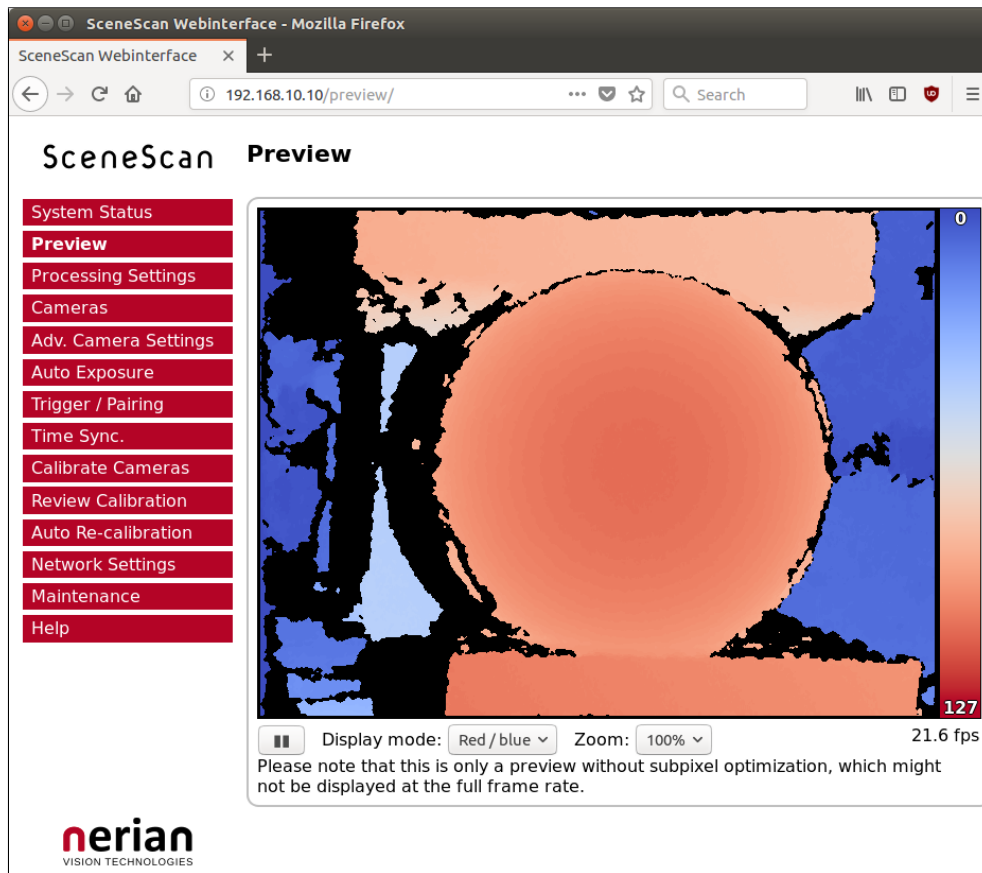 SceneScan Webinterface - Mozilla Firefox
SceneScan Webinterface
192.168.10.10/preview/
Search
SceneScan
Preview
System Status
Preview
Processing Settings
Cameras
Adv. Camera Settings
Auto Exposure
Trigger / Pairing
Time Sync.
Calibrate Cameras
Review Calibration
Auto Re-calibration
Network Settings
Maintenance
Help
0
127
Display mode: Red / blue Zoom: 100% 21.6 fps
Please note that this is only a preview without subpixel optimization, which might
not be displayed at the full frame rate.
nerian
VISION TECHNOLOGIES